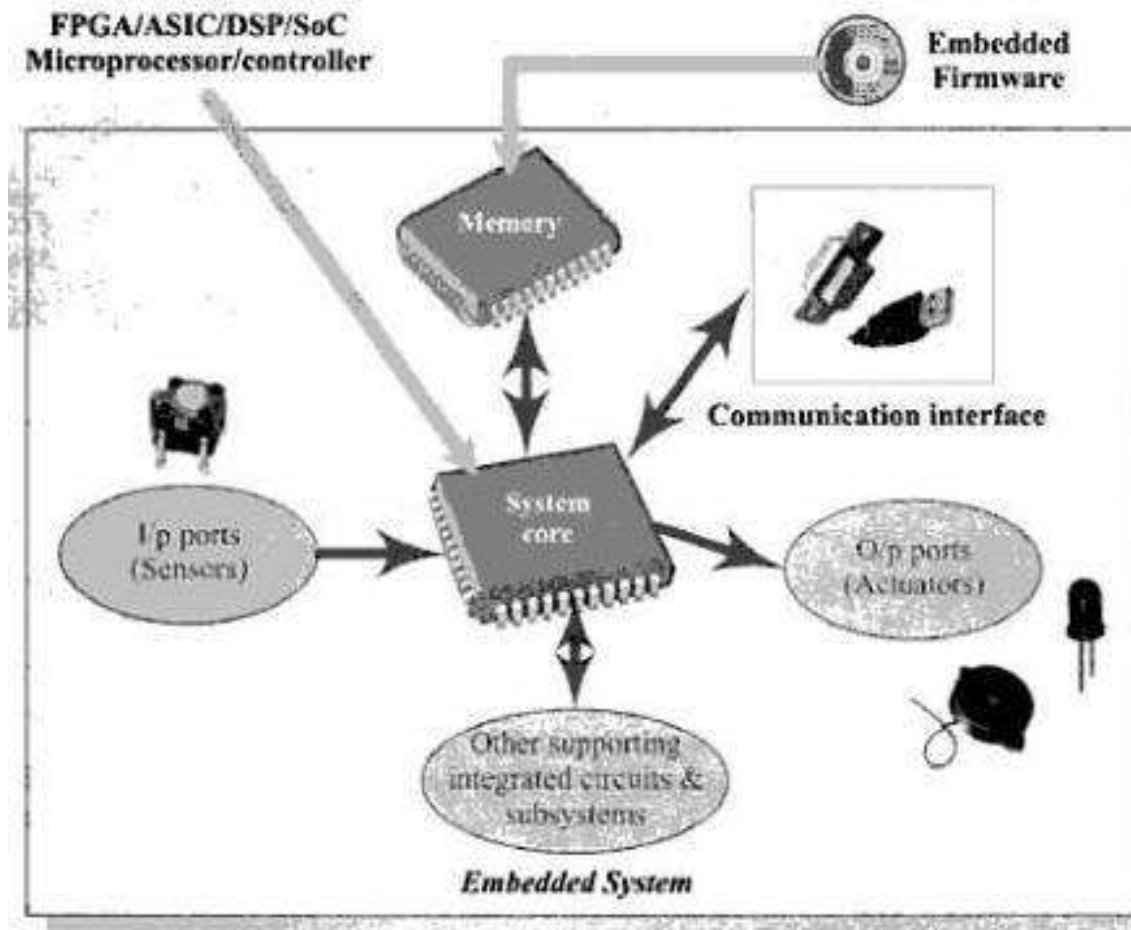 FPGA/ASIC/DSP/SoC
Microprocessor/controller
Embedded
Firmware
Memory
Communication interface
System
core
I/p ports
(Sensors)
O/p ports
(Actuators)
Other supporting
integrated circuits &
subsystems
Embedded System